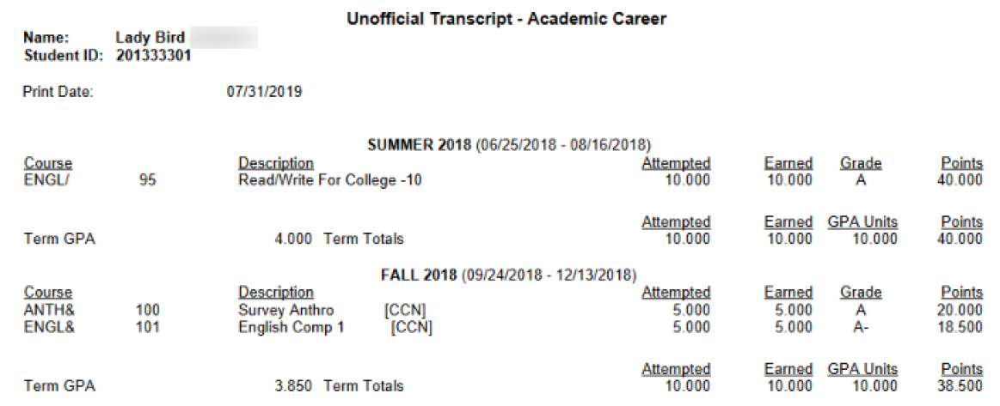 Unofficial Transcript - Academic Career
Name: Lady Bird
Student ID: 201333301
Print Date: 07/31/2019
SUMMER 2018 (06/25/2018 - 08/16/2018)
Course Description Attempted Earned Grade Points
ENGL/ 95 Read/Write For College -10 10.000 10.000 A 40.000
Attempted Earned GPA Units Points
Term GPA 4.000 Term Totals 10.000 10.000 10.000 40.000
FALL 2018 (09/24/2018 - 12/13/2018)
Course Description Attempted Earned Grade Points
ANTH& 100 Survey Anthro [CCN] 5.000 5.000 A 20.000
ENGL& 101 English Comp 1 [CCN] 5.000 5.000 A- 18.500
Attempted Earned GPA Units Points
Term GPA 3.850 Term Totals 10.000 10.000 10.000 38.500